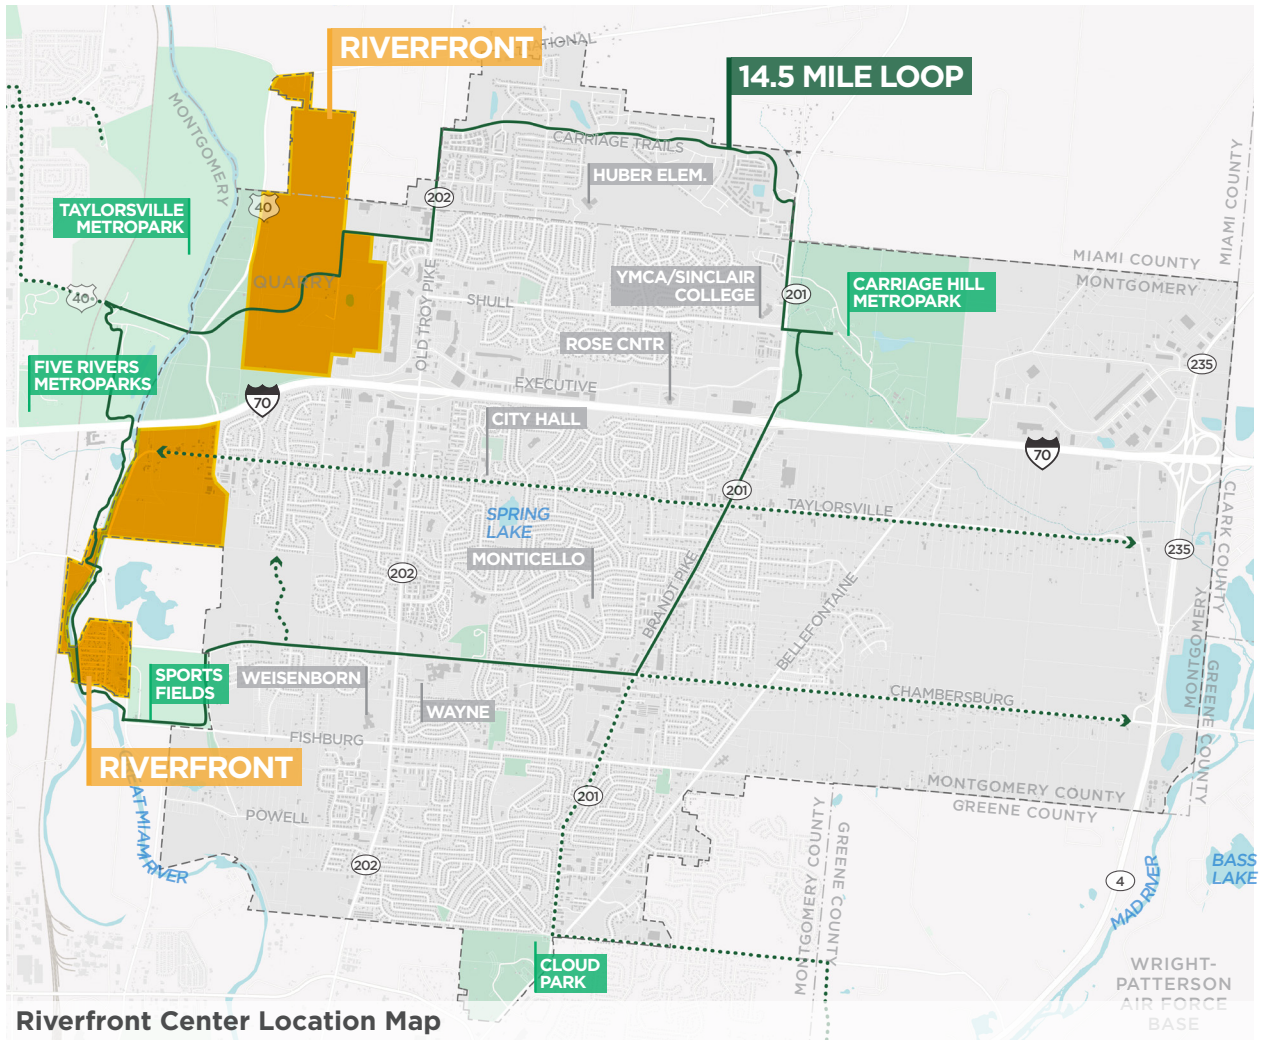 RIVERFRONT
14.5 MILE LOOP
MONTGOMERY
CARRIAGE TRAILS
HUBER ELEM.
202
40
TAYLORSVILLE
METROPARK
MIAMI COUNTY
MIAMI COUNTY
MONTGOMERY
QUARRY
40
OLD TROY PIKE
SHULL
YMCA/SINCLAIR
COLLEGE
201
CARRIAGE HILL
METROPARK
ROSE CNTR
235
FIVE RIVERS
METROPARKS
EXECUTIVE
70
CITY HALL
70
201
TAYLORSVILLE
SPRING
LAKE
CLARK COUNTY
235
MONTICELLO
202
BRANDT PIKE
BELLEFONTAINE
MONTGOMERY
GREENE COUNTY
SPORTS
FIELDS
WEISENBORN
WAYNE
CHAMBERSBURG
FISHBURG
RIVERFRONT
201
MONTGOMERY COUNTY
GREENE COUNTY
POWELL
MIAMI RIVER
202
MONTGOMERY COUNTY
GREENE COUNTY
4
MAD RIVER
BASS
LAKE
CLOUD
PARK
WRIGHT-
PATTERSON
AIR FORCE
BASE
Riverfront Center Location Map